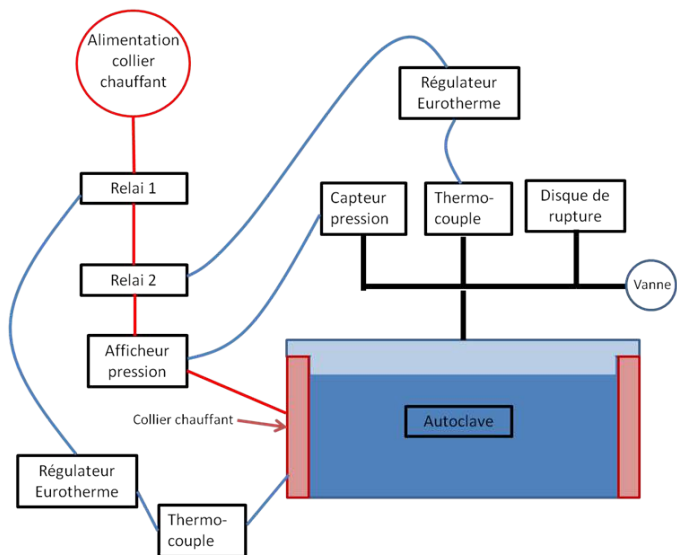 Alimentation
collier
chauffant
Régulateur
Eurotherme
Relai 1
Capteur
pression
Thermo-
couple
Disque de
rupture
Relai 2
Vanne
Afficheur
pression
Collier chauffant
Autoclave
Régulateur
Eurotherme
Thermo-
couple